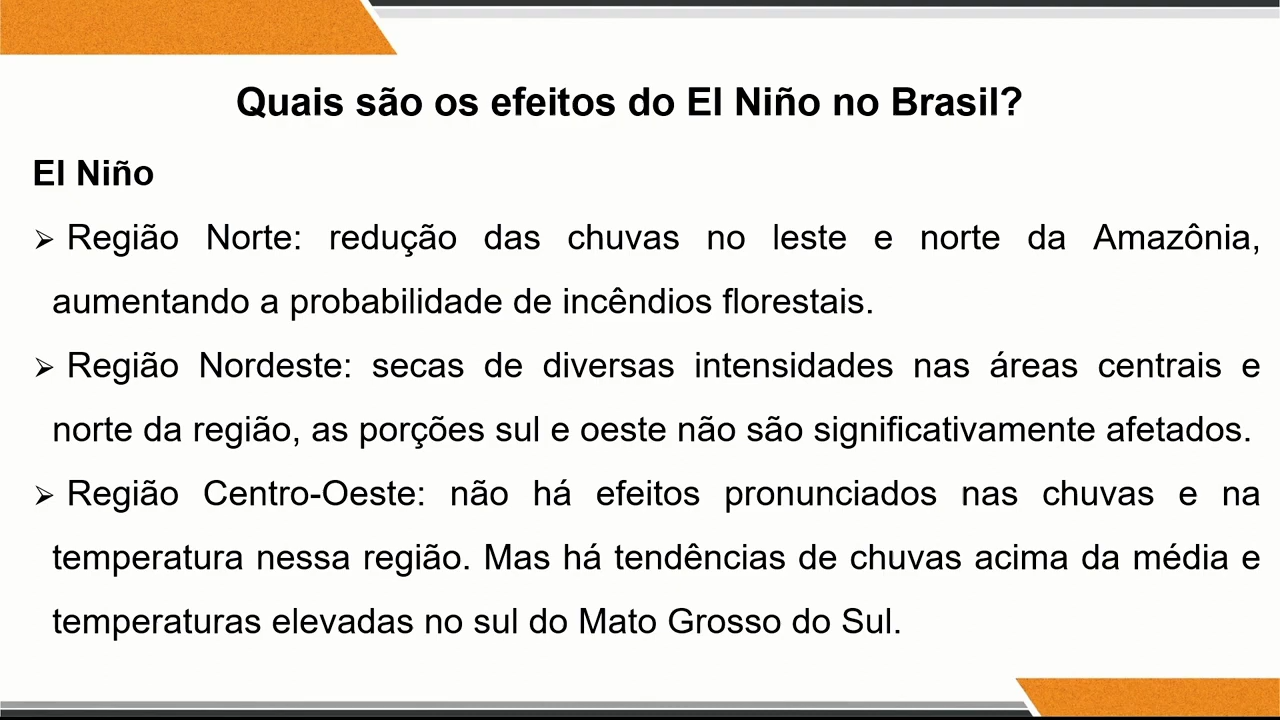 Quais são os efeitos do El Niño no Brasil?
El Niño
➢ Região Norte: redução das chuvas no leste e norte da Amazônia,
aumentando a probabilidade de incêndios florestais.
➢ Região Nordeste: secas de diversas intensidades nas áreas centrais e
norte da região, as porções sul e oeste não são significativamente afetados.
➢ Região Centro-Oeste: não há efeitos pronunciados nas chuvas e na
temperatura nessa região. Mas há tendências de chuvas acima da média e
temperaturas elevadas no sul do Mato Grosso do Sul.